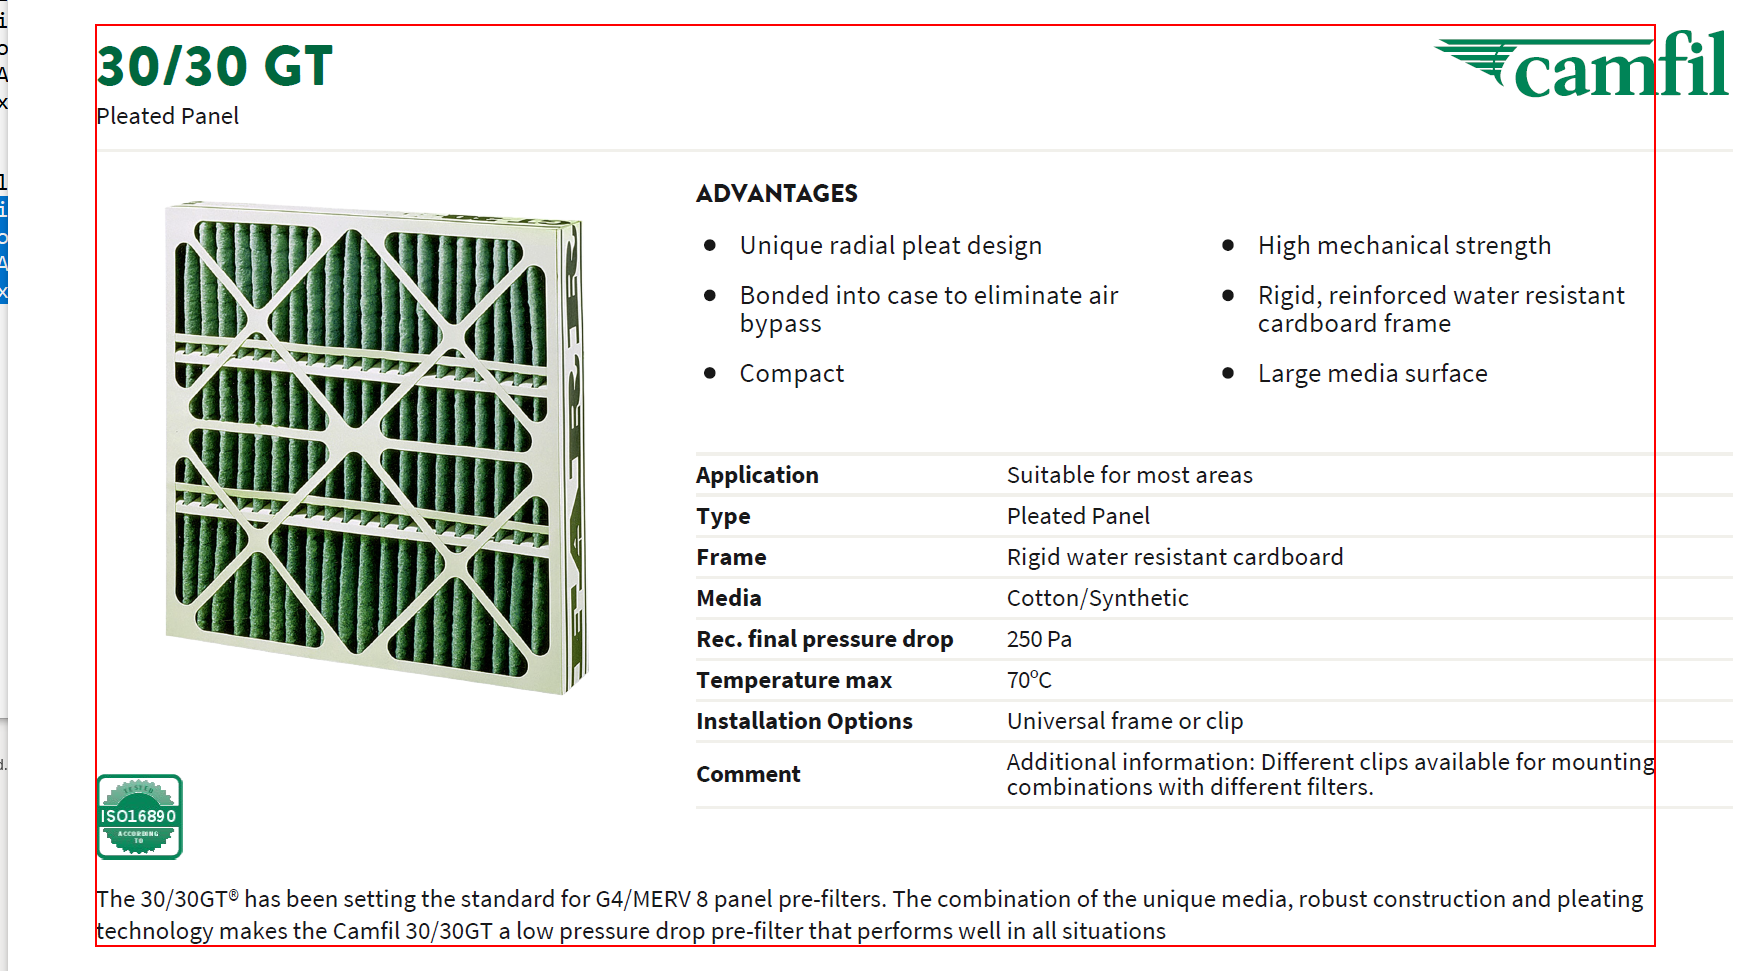 30/30 GT
camfil
Pleated Panel
ADVANTAGES
Unique radial pleat design
Bonded into case to eliminate air
bypass
Compact
High mechanical strength
Rigid, reinforced water resistant
cardboard frame
Large media surface
Application Suitable for most areas
Type Pleated Panel
Frame Rigid water resistant cardboard
Media Cotton/Synthetic
Rec. final pressure drop 250 Pa
Temperature max 70°C
Installation Options Universal frame or clip
Comment Additional information: Different clips available for mounting
combinations with different filters.
TESTED
ISO16890
ACCORDING
TO
The 30/30GT® has been setting the standard for G4/MERV 8 panel pre-filters. The combination of the unique media, robust construction and pleating
technology makes the Camfil 30/30GT a low pressure drop pre-filter that performs well in all situations